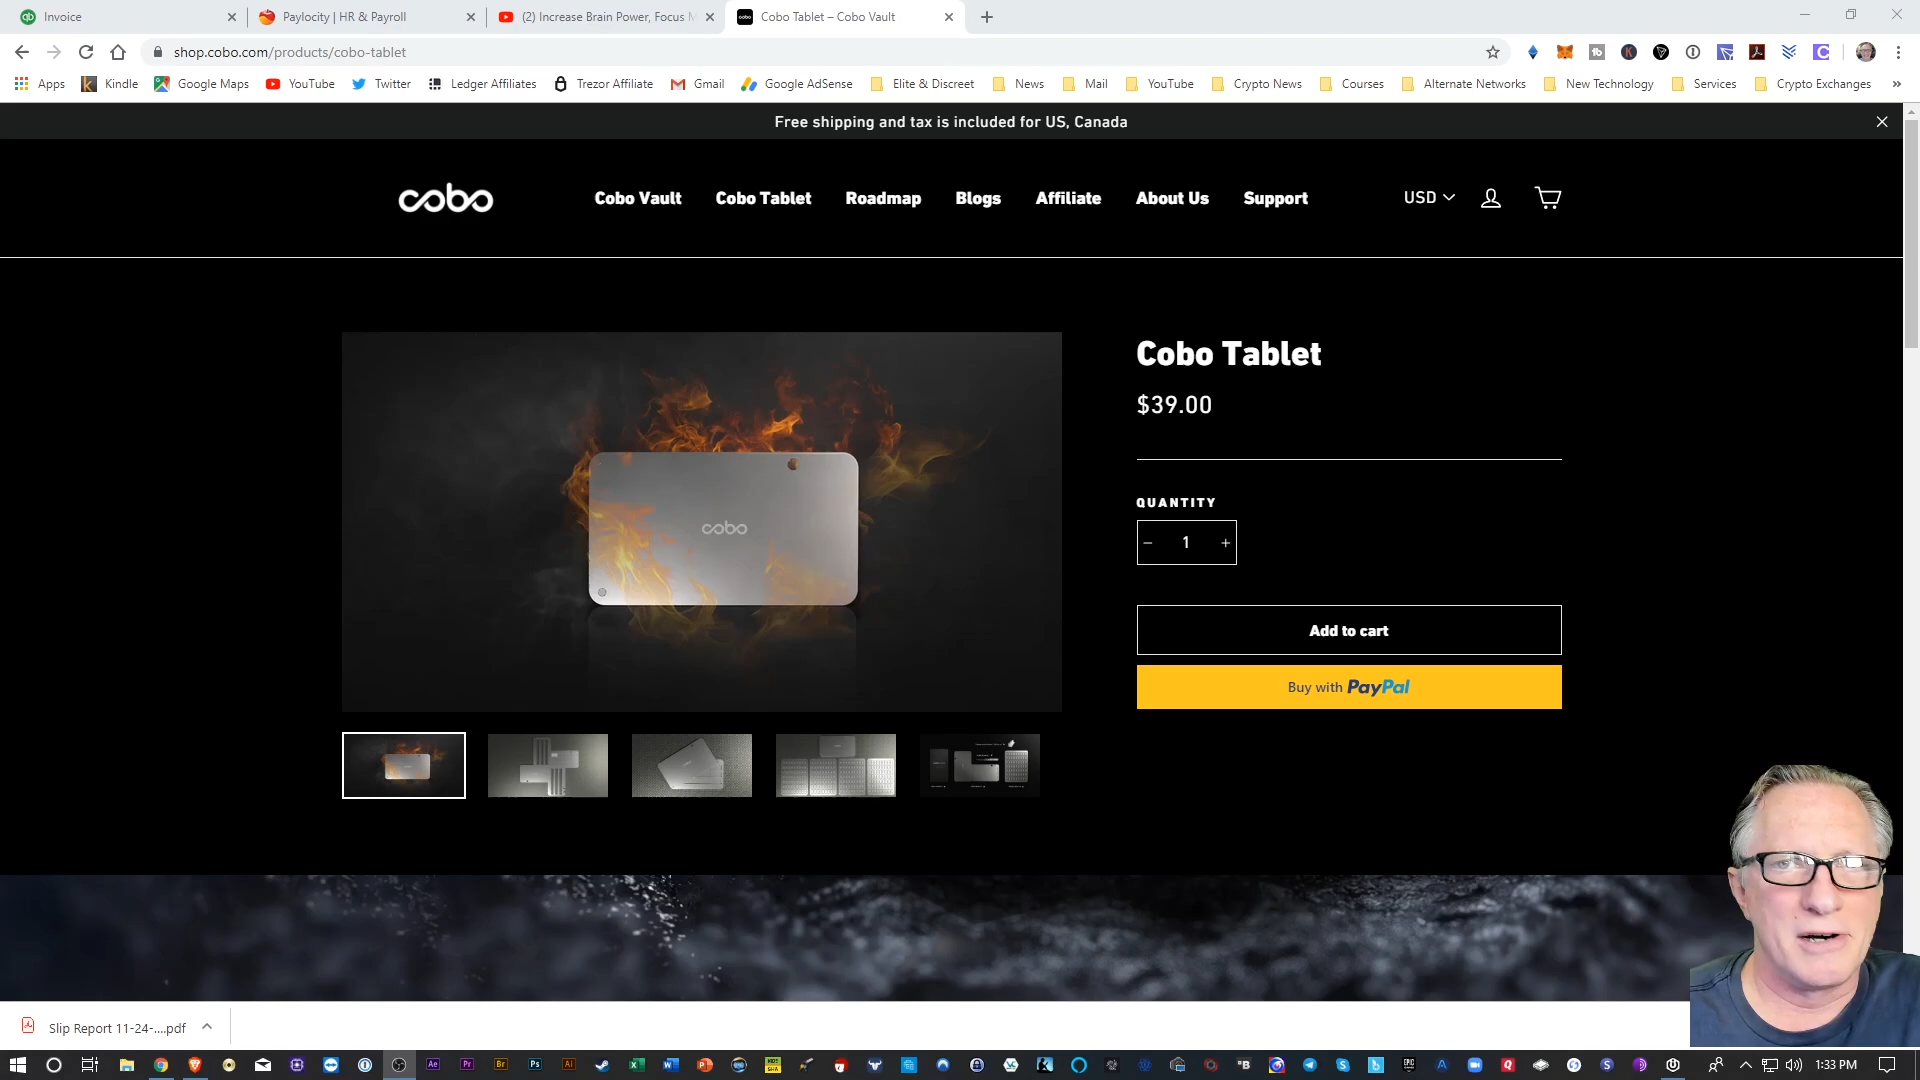 Invoice
Paylocity | HR & Payroll
(2) Increase Brain Power, Focus M
Cobo Tablet – Cobo Vault
shop.cobo.com/products/cobo-tablet
Apps
Kindle
Google Maps
YouTube
Twitter
Ledger Affiliates
Trezor Affiliate
Gmail
Google AdSense
Elite & Discreet
News
Mail
YouTube
Crypto News
Courses
Alternate Networks
New Technology
Services
Crypto Exchanges
»
Free shipping and tax is included for US, Canada
cobo
Cobo Vault
Cobo Tablet
Roadmap
Blogs
Affiliate
About Us
Support
USD
Cobo Tablet
$39.00
cobo
QUANTITY
− 1 +
Add to cart
Buy with PayPal
Slip Report 11-24-....pdf
1:33 PM